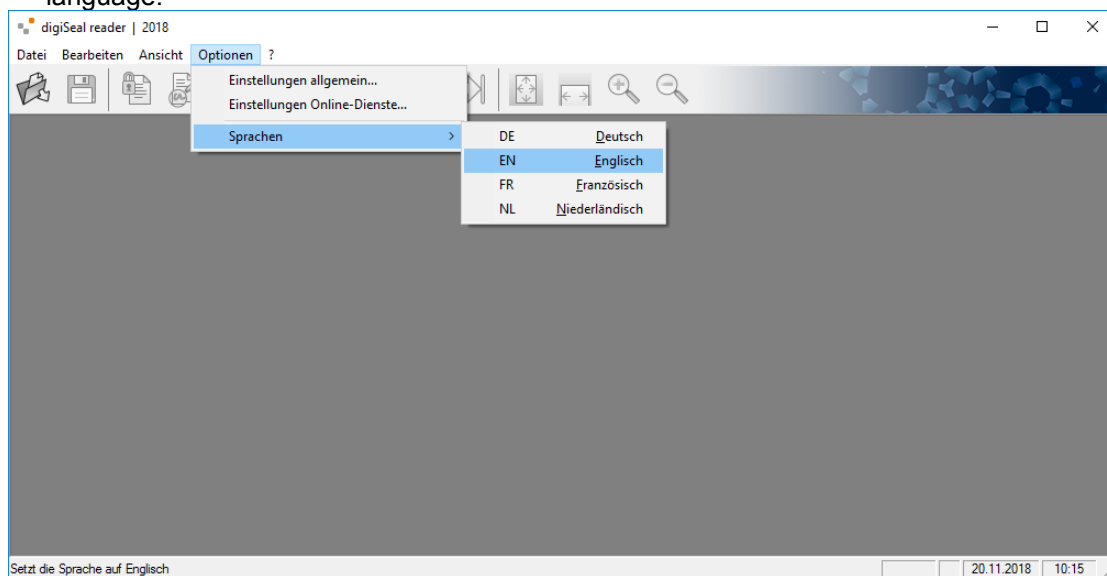 language.
digiSeal reader | 2018
Datei Bearbeiten Ansicht Optionen ?
Einstellungen allgemein...
Einstellungen Online-Dienste...
Sprachen >
DE Deutsch
EN Englisch
FR Französisch
NL Niederländisch
Setzt die Sprache auf Englisch 20.11.2018 10:15